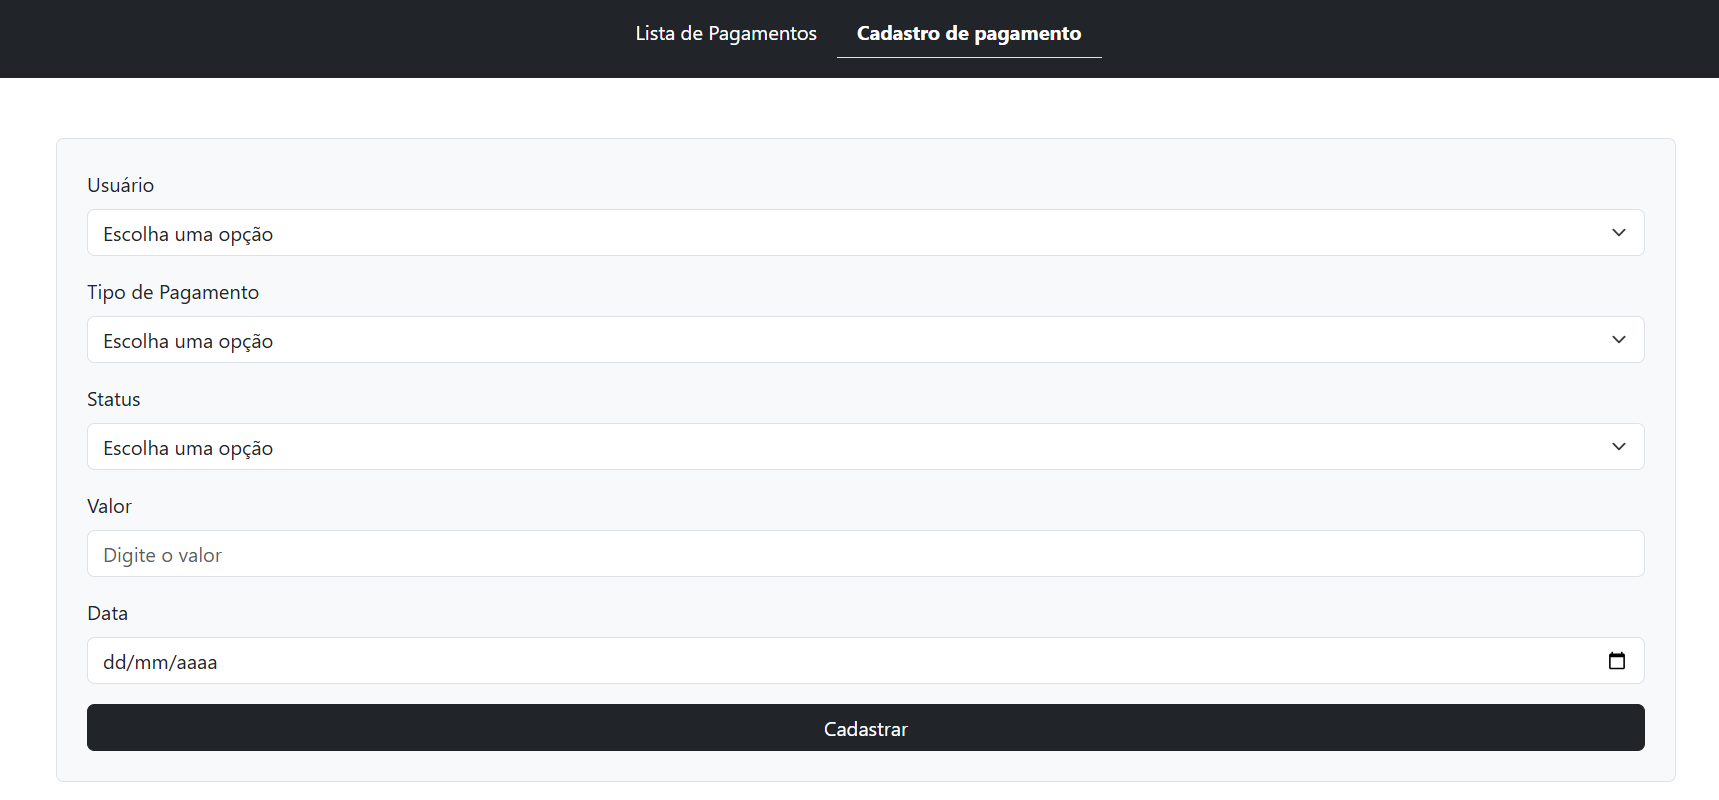 Lista de Pagamentos Cadastro de pagamento
Usuário
Escolha uma opção
Tipo de Pagamento
Escolha uma opção
Status
Escolha uma opção
Valor
Digite o valor
Data
dd/mm/aaaa
Cadastrar